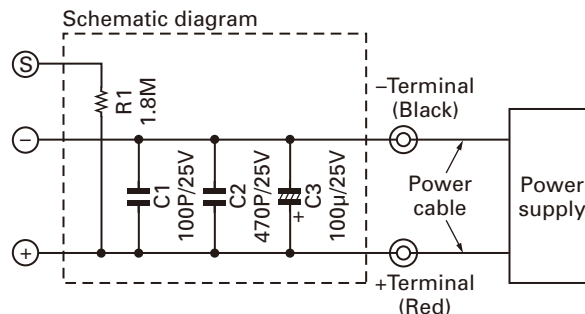 Schematic diagram
S
R1
1.8M
−Terminal
(Black)
−
C1
100P/25V
C2
470P/25V
+
C3
100µ/25V
Power
cable
Power
supply
+
+Terminal
(Red)